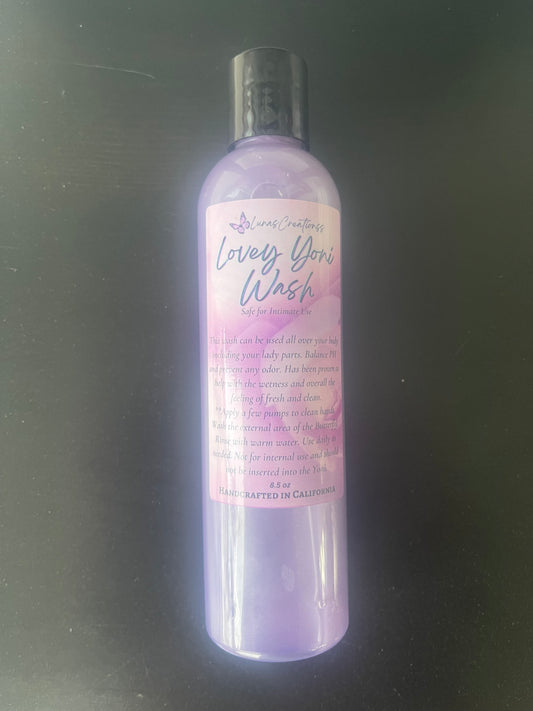 LunasCreationss
Lovey Yoni
Wash
Safe for Intimate Use
This wash can be used all over your body
including your lady parts. Balance PH
and prevent any odor. Has been proven to
help with the wetness and overall the
feeling of fresh and clean.
**Apply a few pumps to clean hands.
Wash the external area of the Butterfly
Rinse with warm water. Use daily as
needed. Not for internal use and should
not be inserted into the Yoni.
8.5 oz
Handcrafted in California